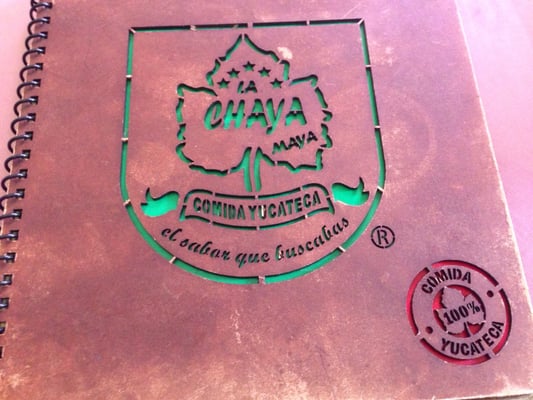 LA
CHAYA
MAYA
COMIDA YUCATECA
el sabor que buscabas
®
COMIDA
100%
YUCATECA